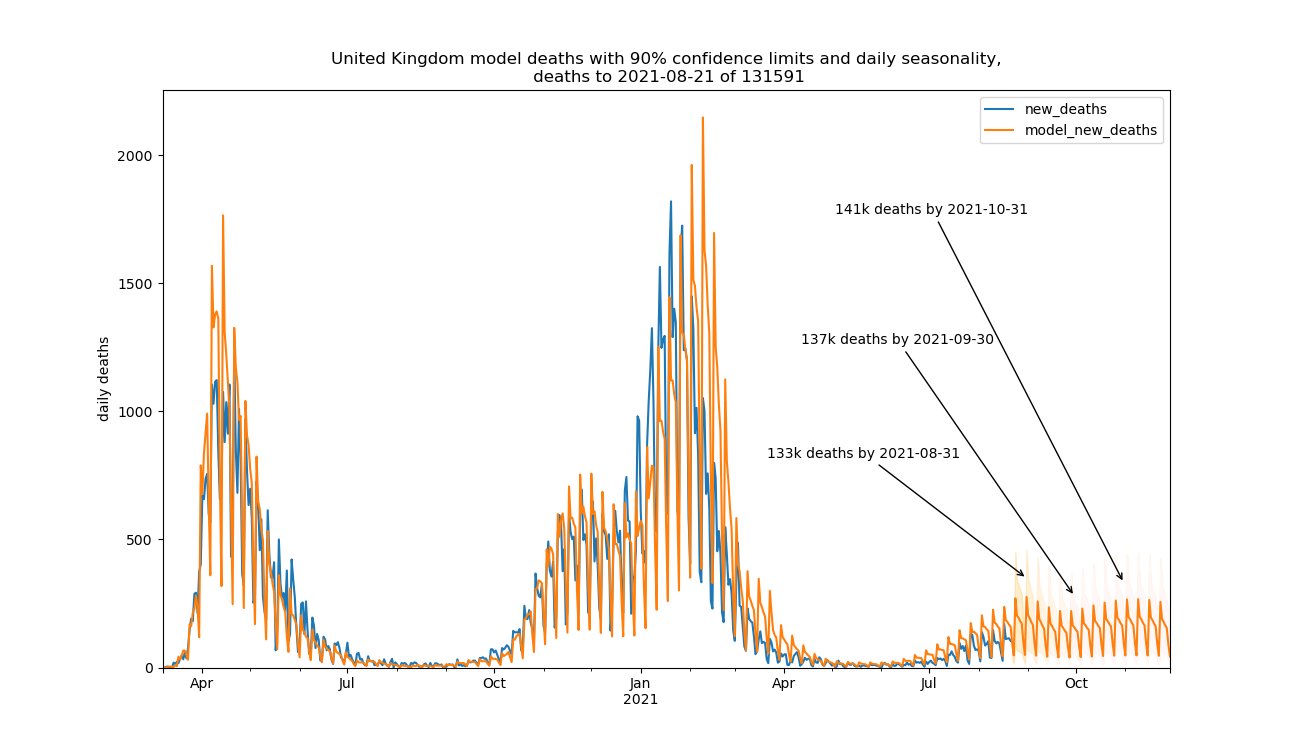 United Kingdom model deaths with 90% confidence limits and daily seasonality,
deaths to 2021-08-21 of 131591
new_deaths
model_new_deaths
2000
1500
1000
500
0
daily deaths
141k deaths by 2021-10-31
137k deaths by 2021-09-30
133k deaths by 2021-08-31
Apr Jul Oct Jan Apr Jul Oct
2021